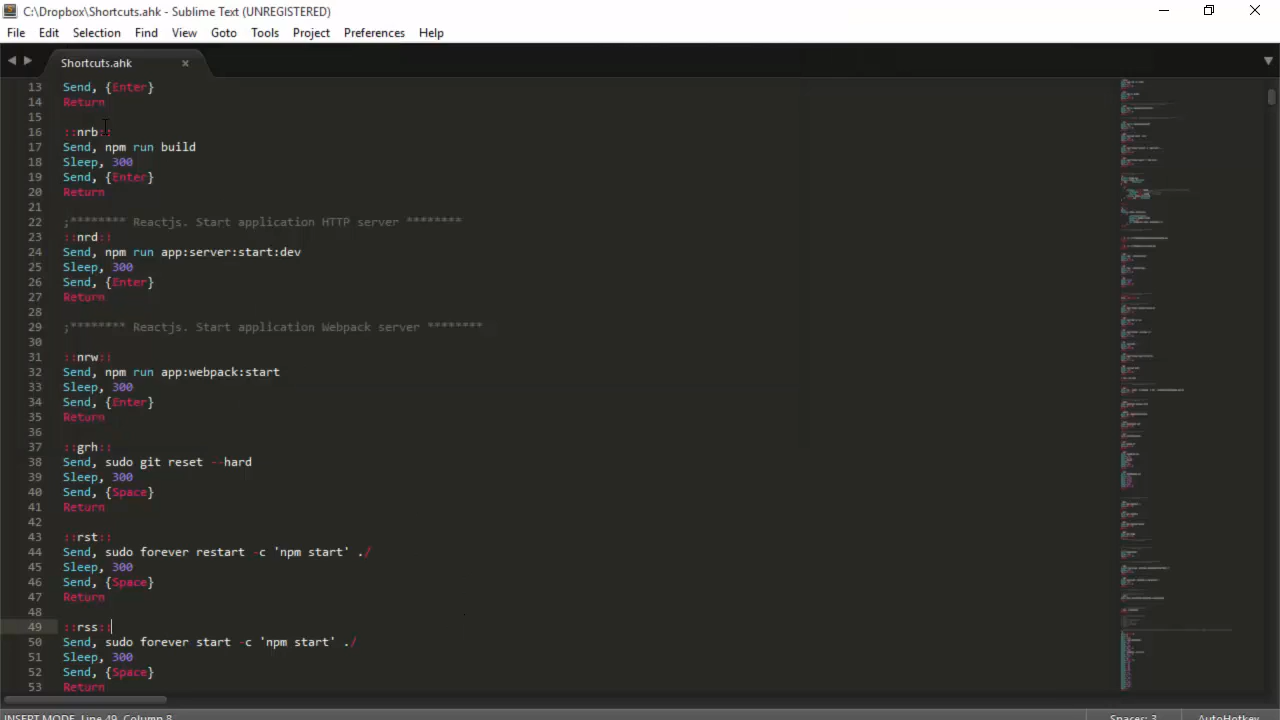 C:\Dropbox\Shortcuts.ahk - Sublime Text (UNREGISTERED)
File Edit Selection Find View Goto Tools Project Preferences Help
Shortcuts.ahk
13 Send, {Enter}
14 Return
15
16 ::nrb::
17 Send, npm run build
18 Sleep, 300
19 Send, {Enter}
20 Return
21
22 ;******** Reactjs. Start application HTTP server ********
23 ::nrd::
24 Send, npm run app:server:start:dev
25 Sleep, 300
26 Send, {Enter}
27 Return
28
29 ;******** Reactjs. Start application Webpack server ********
30
31 ::nrw::
32 Send, npm run app:webpack:start
33 Sleep, 300
34 Send, {Enter}
35 Return
36
37 ::grh::
38 Send, sudo git reset --hard
39 Sleep, 300
40 Send, {Space}
41 Return
42
43 ::rst::
44 Send, sudo forever restart -c 'npm start' ./
45 Sleep, 300
46 Send, {Space}
47 Return
48
49 ::rss::
50 Send, sudo forever start -c 'npm start' ./
51 Sleep, 300
52 Send, {Space}
53 Return
INSERT MODE, Line 49, Column 8 Spaces: 3 AutoHotkey